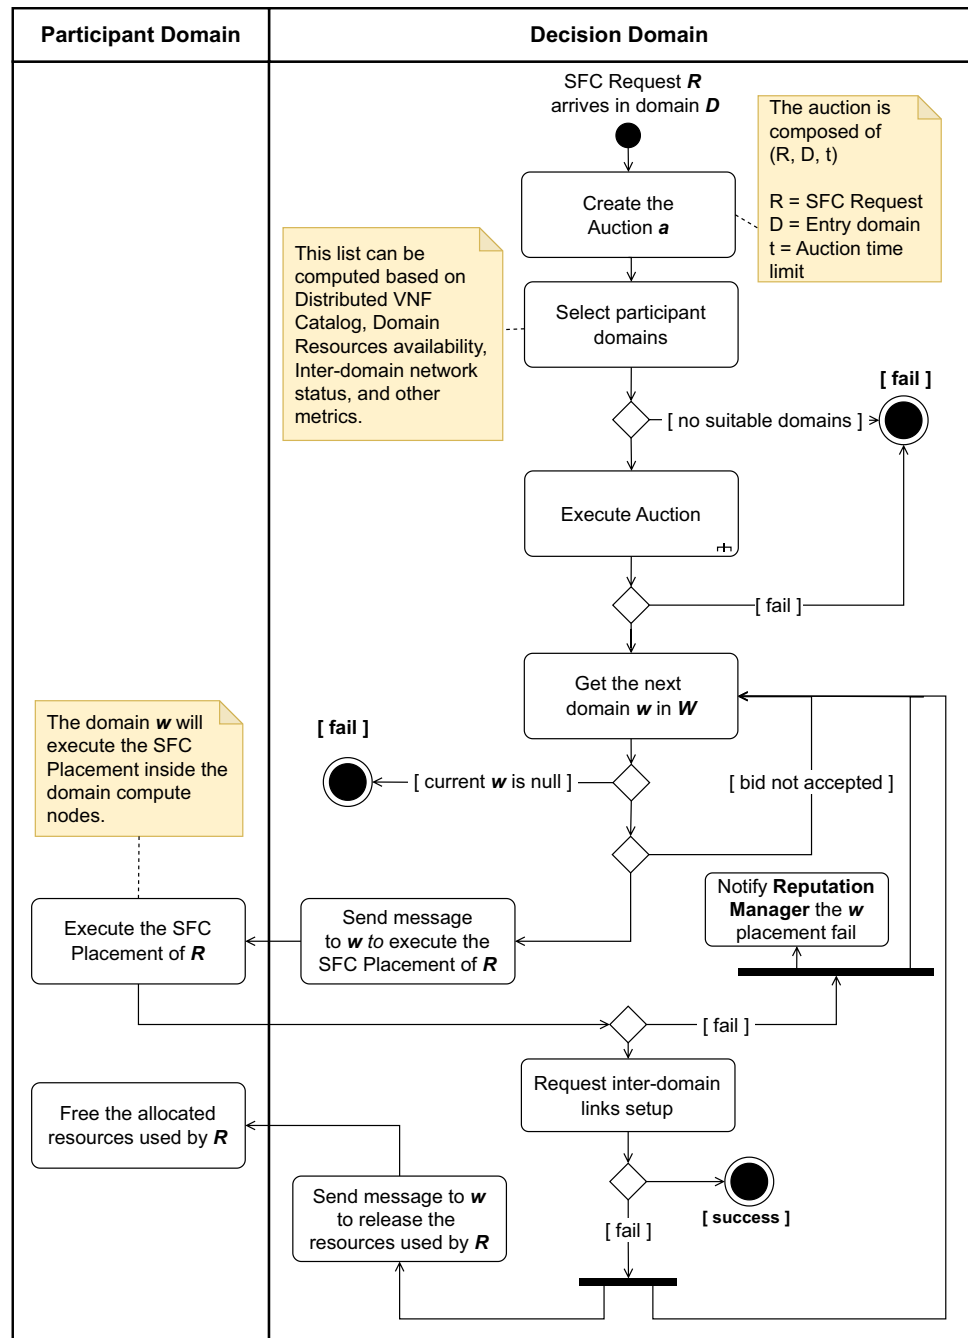 Participant Domain
Decision Domain
SFC Request R
arrives in domain D
The auction is
composed of
(R, D, t)
R = SFC Request
D = Entry domain
t = Auction time
limit
Create the
Auction a
This list can be
computed based on
Distributed VNF
Catalog, Domain
Resources availability,
Inter-domain network
status, and other
metrics.
Select participant
domains
[ fail ]
[ no suitable domains ]
Execute Auction
[ fail ]
Get the next
domain w in W
The domain w will
execute the SFC
Placement inside the
domain compute
nodes.
[ fail ]
[ current w is null ]
[ bid not accepted ]
Notify Reputation
Manager the w
placement fail
Execute the SFC
Placement of R
Send message
to w to execute the
SFC Placement of R
[ fail ]
Request inter-domain
links setup
Free the allocated
resources used by R
Send message to w
to release the
resources used by R
[ success ]
[ fail ]